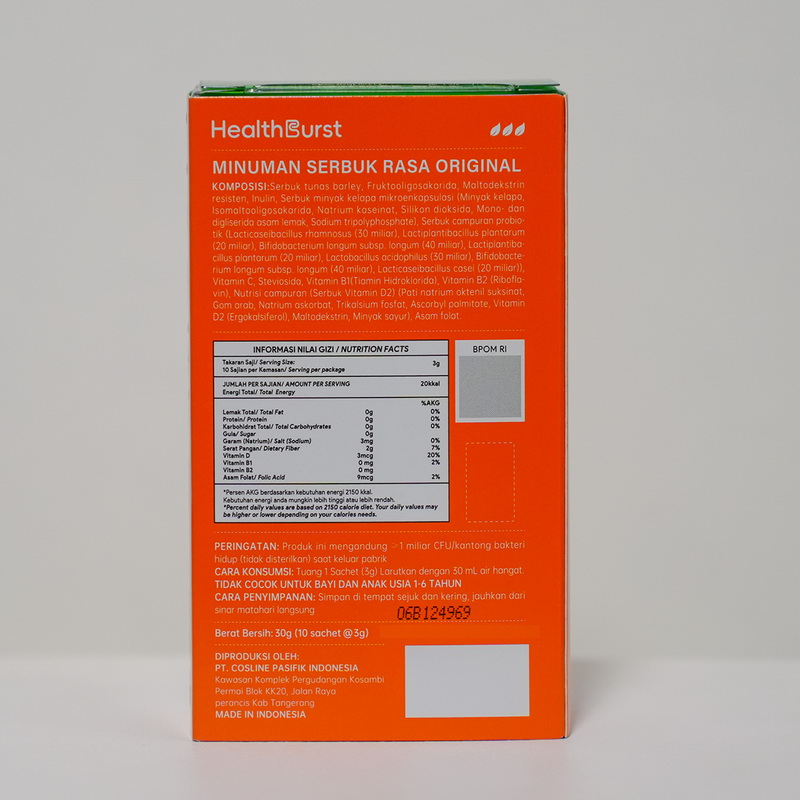 HealthBurst
MINUMAN SERBUK RASA ORIGINAL
KOMPOSISI:Serbuk tunas barley, Fruktooligosakarida, Maltodekstrin
resisten, Inulin, Serbuk minyak kelapa mikroenkapsulasi (Minyak kelapa,
Isomaltooligosakarida, Natrium kaseinat, Silikon dioksida, Mono- dan
digliserida asam lemak, Sodium tripolyphosphate), Serbuk campuran probio-
tik (Lacticaseibacillus rhamnosus (30 miliar), Lactiplantibacillus plantarum
(20 miliar), Bifidobacterium longum subsp. longum (40 miliar), Lactiplantiba-
cillus plantarum (20 miliar), Lactobacillus acidophilus (30 miliar), Bifidobacte-
rium longum subsp. longum (40 miliar), Lacticaseibacillus casei (20 miliar)),
Vitamin C, Steviosida, Vitamin B1(Tiamin Hidroklorida), Vitamin B2 (Ribofla-
vin), Nutrisi campuran (Serbuk Vitamin D2) (Pati natrium oktenil suksinat,
Gom arab, Natrium askorbat, Trikalsium fosfat, Ascorbyl palmitate, Vitamin
D2 (Ergokalsiferol), Maltodekstrin, Minyak sayur), Asam folat.
INFORMASI NILAI GIZI / NUTRITION FACTS
Takaran Saji/ Serving Size: 3g
10 Sajian per Kemasan/ Serving per package
JUMLAH PER SAJIAN/ AMOUNT PER SERVING 20kkal
Energi Total/ Total Energy
%AKG
Lemak Total/ Total Fat 0g 0%
Protein/ Protein 0g 0%
Karbohidrat Total/ Total Carbohydrates 0g 0%
Gula/ Sugar 0g
Garam (Natrium)/ Salt (Sodium) 3mg 0%
Serat Pangan/ Dietary Fiber 2g 7%
Vitamin D 3mcg 20%
Vitamin B1 0 mg 2%
Vitamin B2 0 mg
Asam Folat/ Folic Acid 9mcg 2%
*Persen AKG berdasarkan kebutuhan energi 2150 kkal.
Kebutuhan energi anda mungkin lebih tinggi atau lebih rendah.
*Percent daily values are based on 2150 calorie diet. Your daily values may
be higher or lower depending on your calories needs.
BPOM RI
PERINGATAN: Produk ini mengandung >1 miliar CFU/kantong bakteri
hidup (tidak disterilkan) saat keluar pabrik
CARA KONSUMSI: Tuang 1 Sachet (3g) Larutkan dengan 30 mL air hangat.
TIDAK COCOK UNTUK BAYI DAN ANAK USIA 1-6 TAHUN
CARA PENYIMPANAN: Simpan di tempat sejuk dan kering, jauhkan dari
sinar matahari langsung
06B124969
Berat Bersih: 30g (10 sachet @3g)
DIPRODUKSI OLEH:
PT. COSLINE PASIFIK INDONESIA
Kawasan Komplek Pergudangan Kosambi
Permai Blok KK20, Jalan Raya
perancis Kab Tangerang
MADE IN INDONESIA